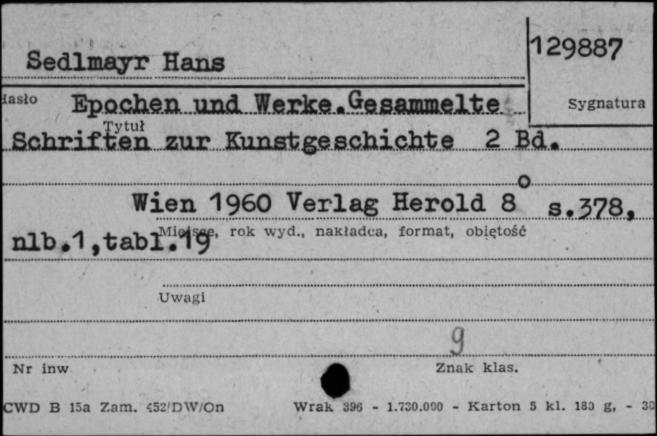 Sedlmayr Hans
129887
Hasło
Epochen und Werke.Gesammelte
Sygnatura
Tytuł
Schriften zur Kunstgeschichte 2 Bd.
Wien 1960 Verlag Herold 8° s.378,
nlb.1,tabl.19
Miejsce, rok wyd., nakładca, format, objętość
Uwagi
9
Nr inw
Znak klas.
CWD B 15a Zam. 452/DW/On
Wrak 396 - 1.730.000 - Karton 5 kl. 180 g, - 30